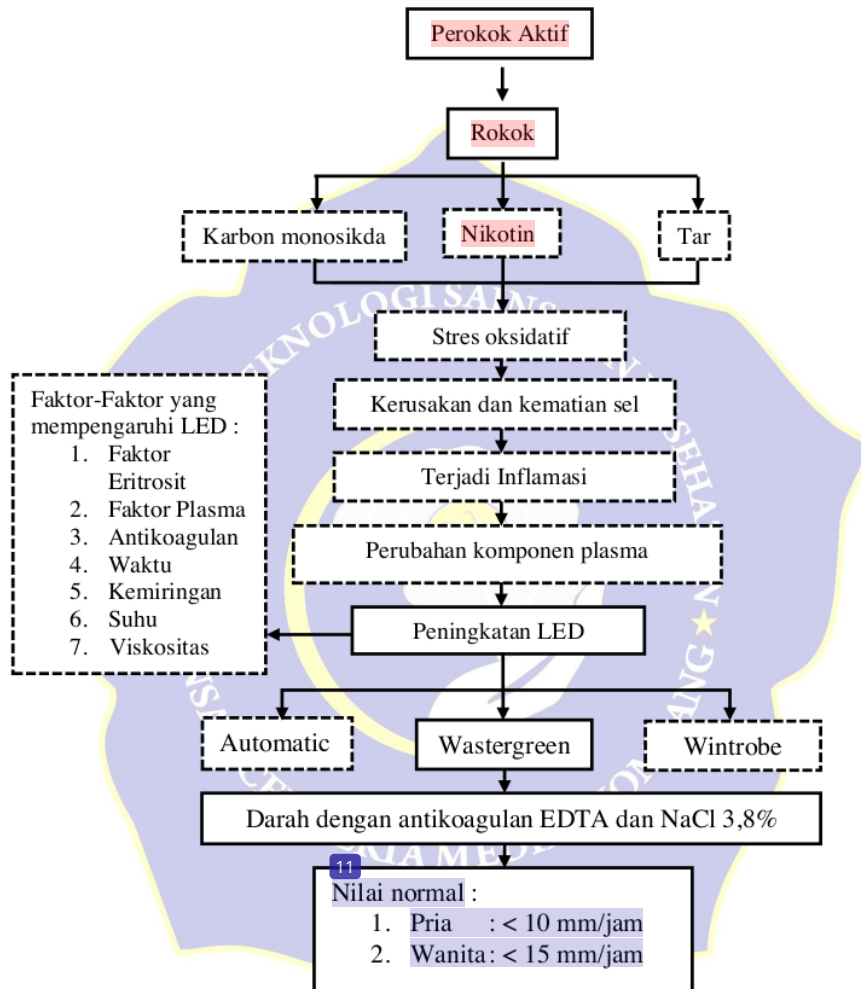 Perokok Aktif
Rokok
Karbon monosikda
Nikotin
Tar
Stres oksidatif
Kerusakan dan kematian sel
Terjadi Inflamasi
Perubahan komponen plasma
Peningkatan LED
Faktor-Faktor yang
mempengaruhi LED :
1. Faktor
Eritrosit
2. Faktor Plasma
3. Antikoagulan
4. Waktu
5. Kemiringan
6. Suhu
7. Viskositas
Automatic
Wastergreen
Wintrobe
Darah dengan antikoagulan EDTA dan NaCl 3,8%
11
Nilai normal :
1. Pria : < 10 mm/jam
2. Wanita : < 15 mm/jam